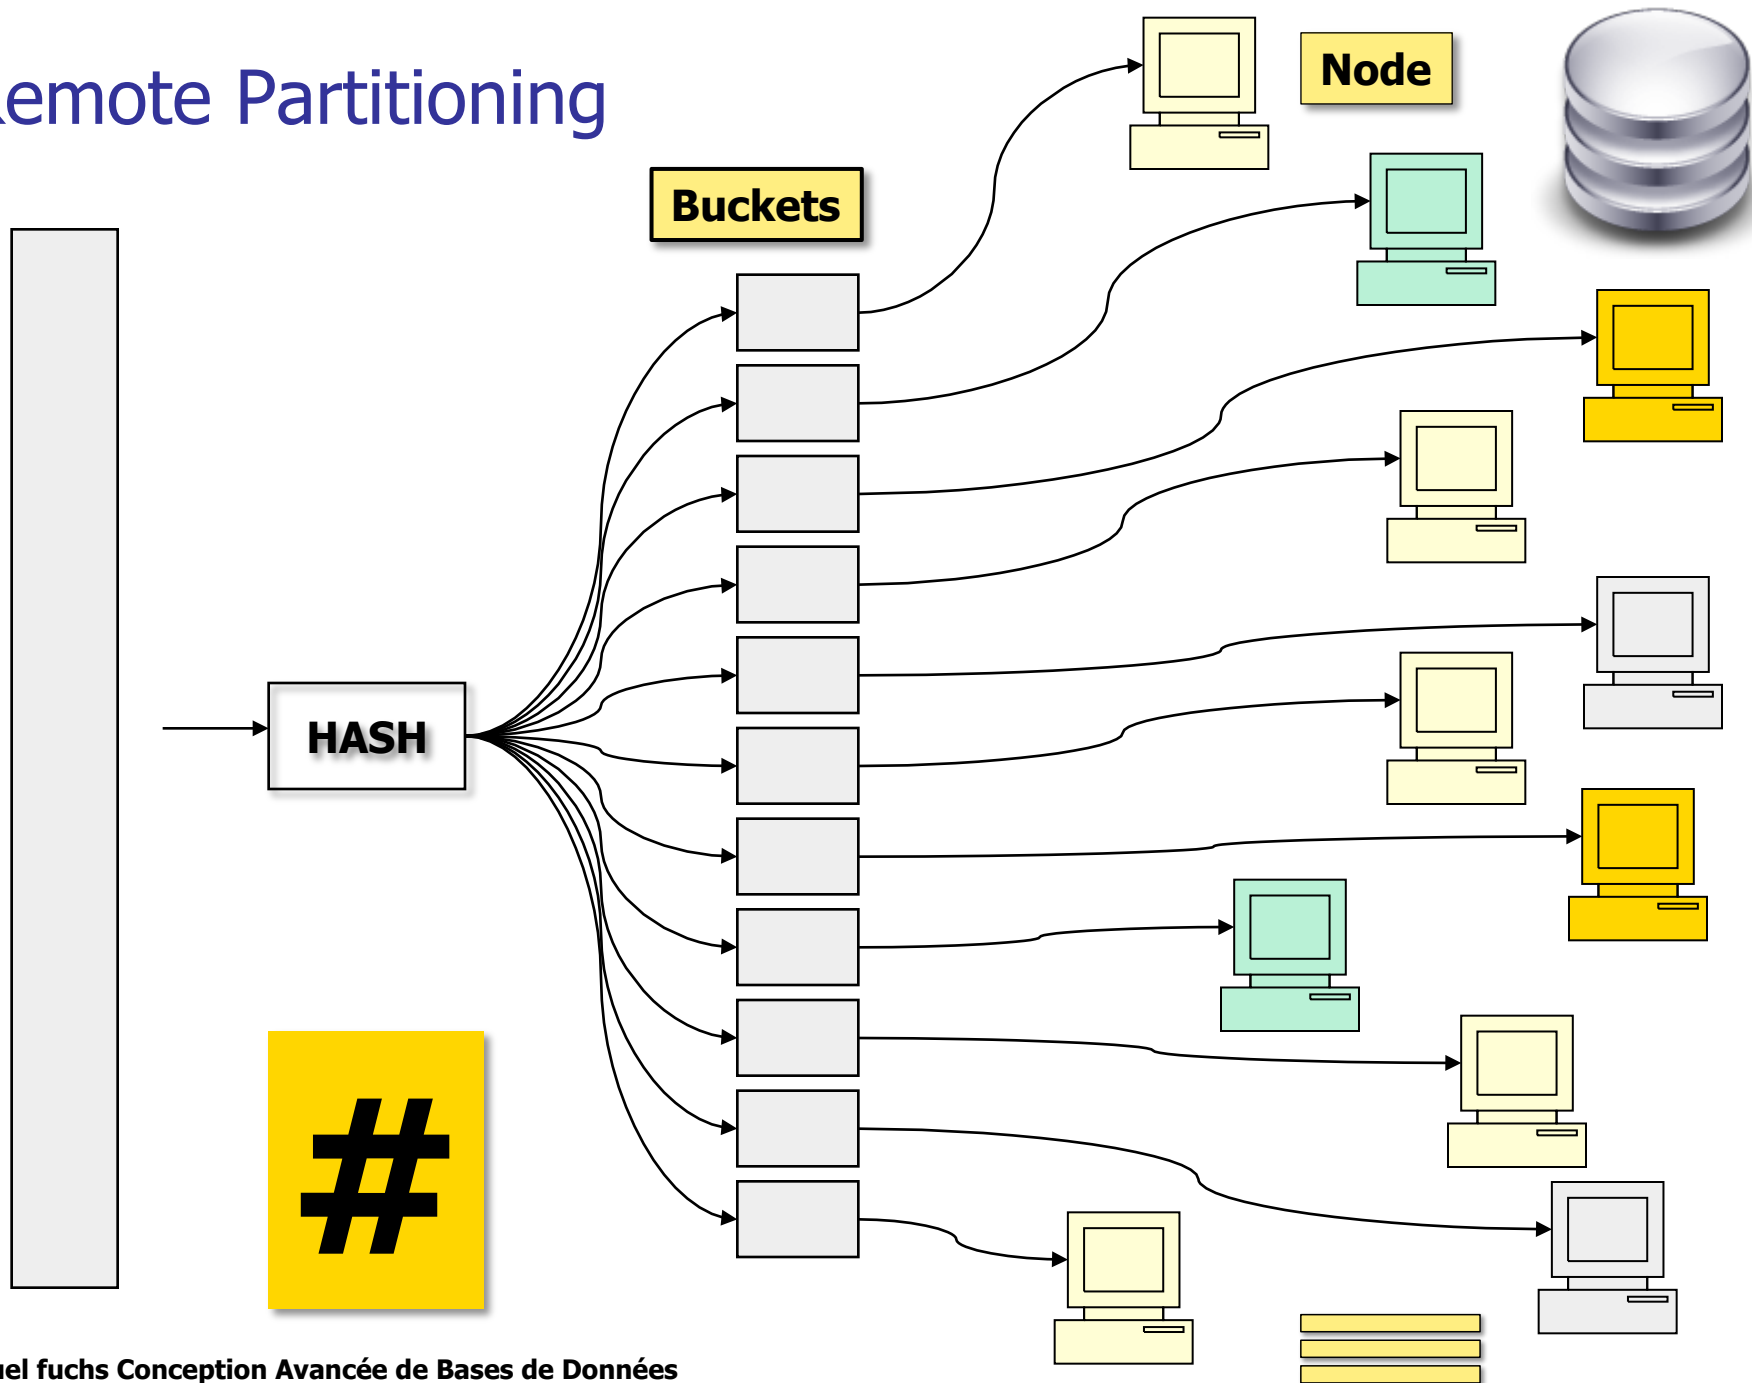 emote Partitioning
Node
Buckets
HASH
#
uel fuchs Conception Avancée de Bases de Données